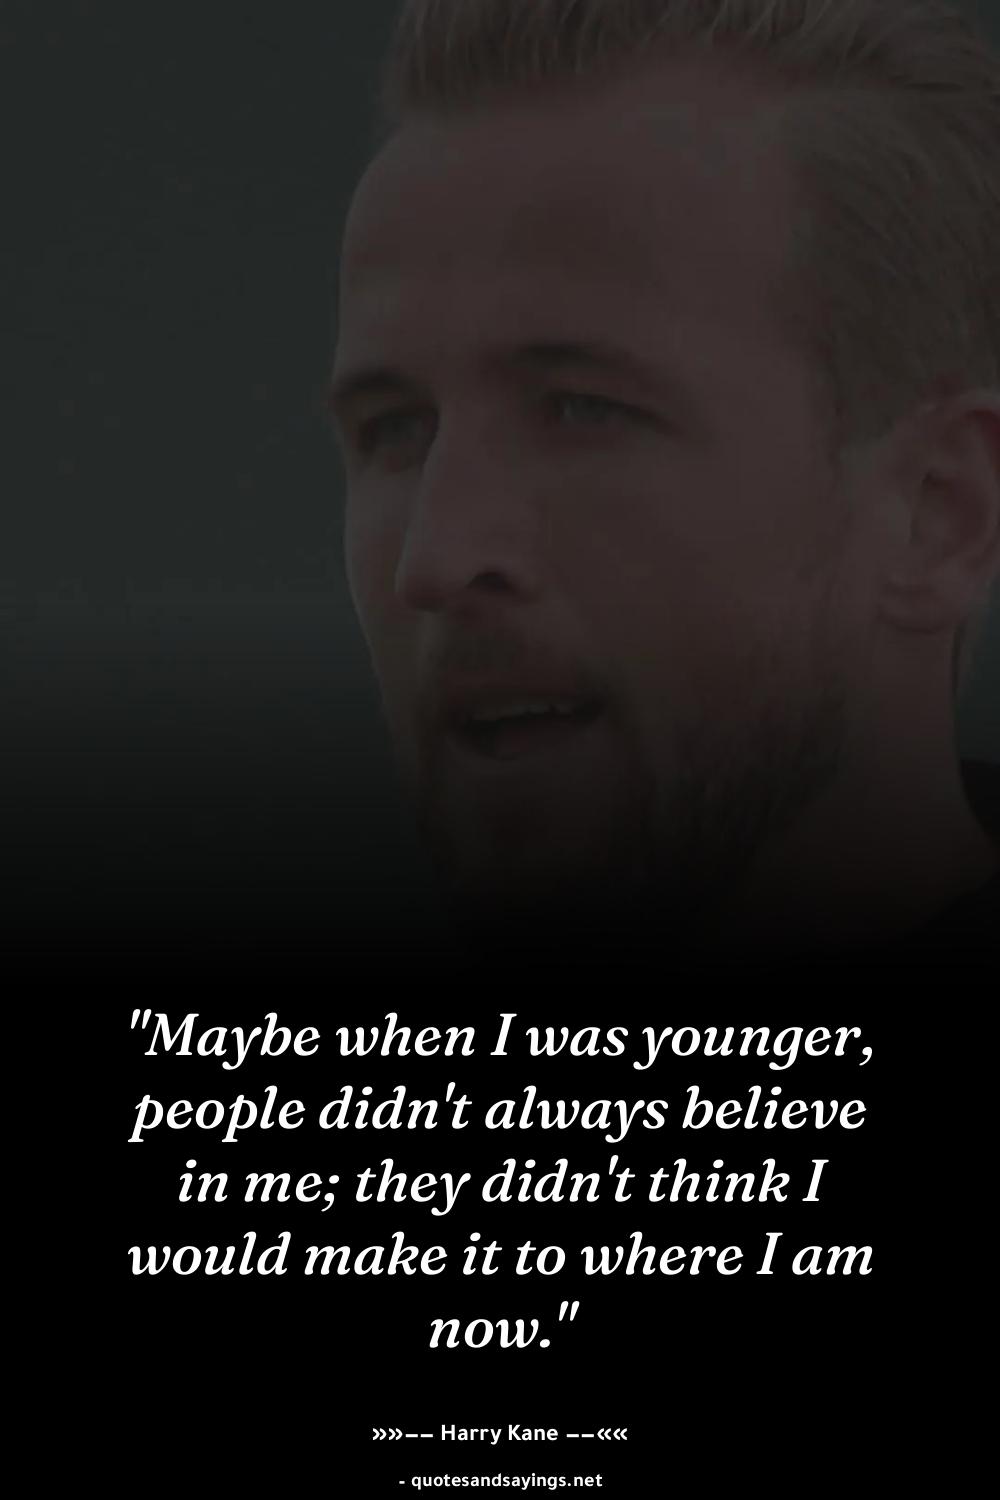 "Maybe when I was younger,
people didn't always believe
in me; they didn't think I
would make it to where I am
now."
»»—— Harry Kane ——««
- quotesandsayings.net